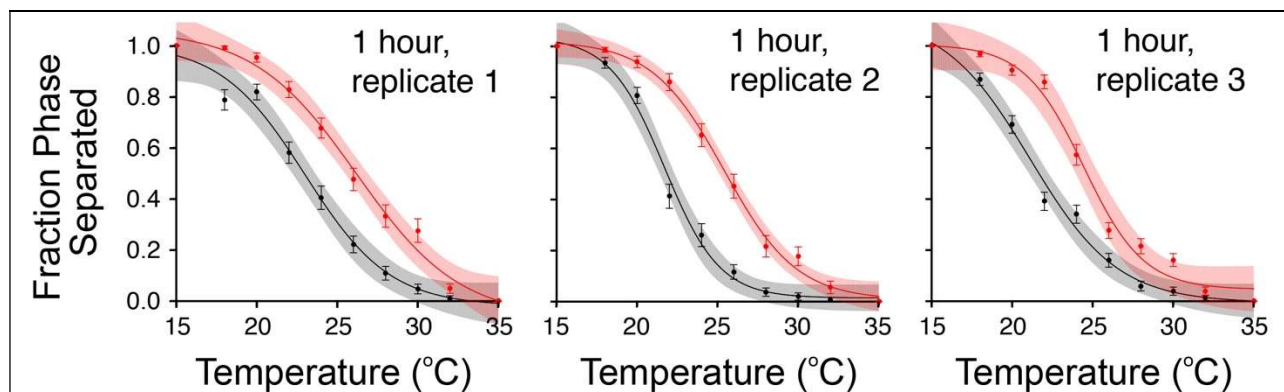 Fraction Phase
Separated
1.0
0.8
0.6
0.4
0.2
0.0
1 hour,
replicate 1
15 20 25 30 35
Temperature (°C)
1 hour,
replicate 2
15 20 25 30 35
Temperature (°C)
1 hour,
replicate 3
15 20 25 30 35
Temperature (°C)